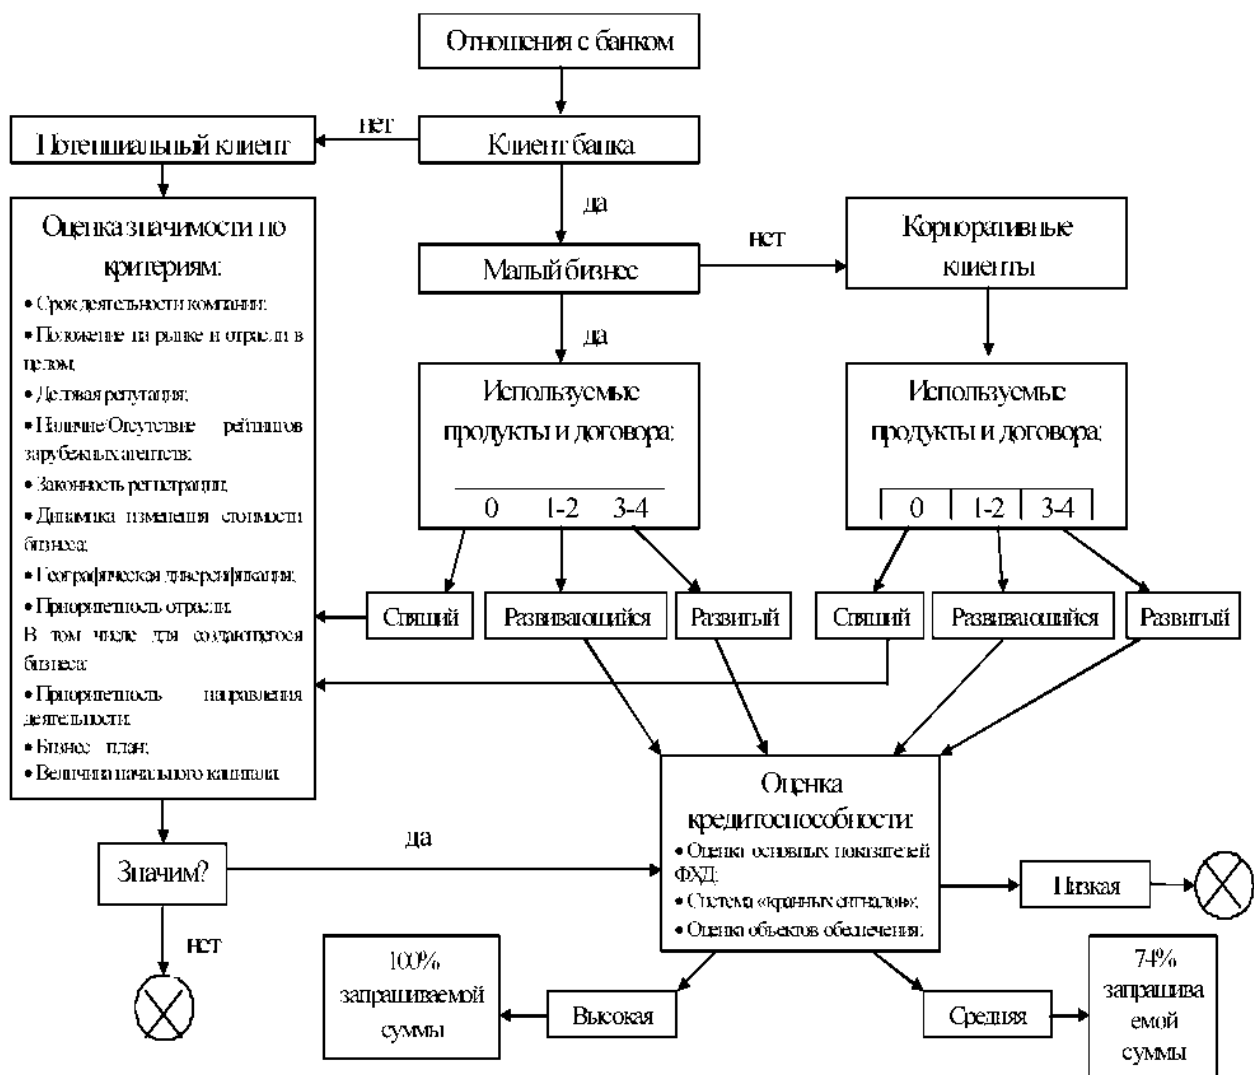 Отношения с банком
нет
Потенциальный клиент
Клиент банка
да
Оценка значимости по
критериям:
• Срок деятельности компании;
• Положение на рынке и отрасли в
целом;
• Деловая репутация;
• Наличие/Отсутствие рейтингов
зарубежных агентств;
• Законность регистрации;
• Динамика изменения стоимости
бизнеса;
• Географическая диверсификация;
• Приоритетность отрасли.
В том числе для создающегося
бизнеса:
• Приоритетность направления
деятельности;
• Бизнес план;
• Величина начального капитала.
Малый бизнес
нет
Корпоративные
клиенты
да
Используемые
продукты и договора:
0 1-2 3-4
Используемые
продукты и договора:
0 1-2 3-4
Спящий
Развивающийся
Развитый
Спящий
Развивающийся
Развитый
Значим?
да
нет
Оценка
кредитоспособности:
• Оценка основных показателей
ФХД;
• Система «кранных сигналов»;
• Оценка объектов обеспечения;
Низкая
100%
запрашиваемой
суммы
Высокая
Средняя
74%
запрашива
емой
суммы